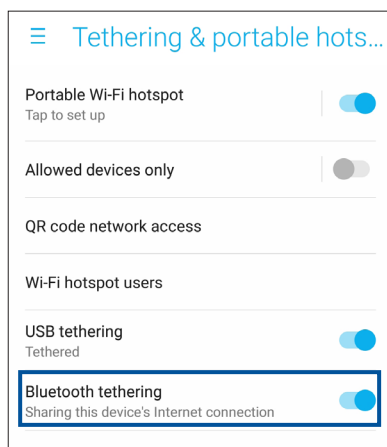 Tethering & portable hots...
Portable Wi-Fi hotspot
Tap to set up
Allowed devices only
QR code network access
Wi-Fi hotspot users
USB tethering
Tethered
Bluetooth tethering
Sharing this device's Internet connection